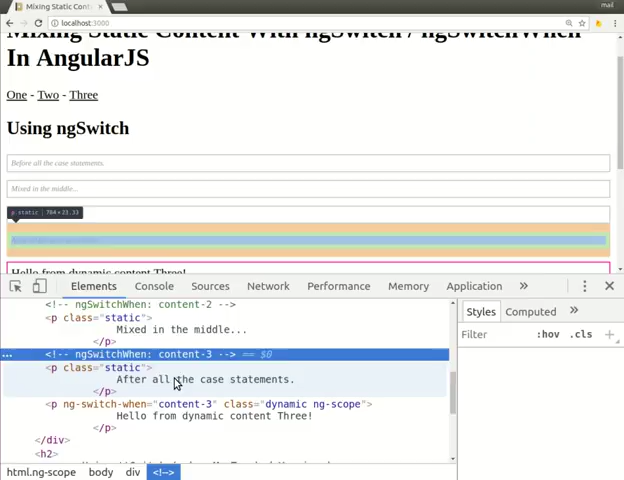 Mixing Static Cont
mail
localhost:3000
Mixing Static Content With ngSwitch / ngSwitchWhen
In AngularJS
One - Two - Three
Using ngSwitch
Before all the case statements.
Mixed in the middle...
p.static | 784×23.33
Hello from dynamic content Three!
Elements Console Sources Network Performance Memory Application »
<!-- ngSwitchWhen: content-2 -->
<p class="static">
Mixed in the middle...
</p>
... <!-- ngSwitchWhen: content-3 --> == $0
<p class="static">
After all the case statements.
</p>
<p ng-switch-when="content-3" class="dynamic ng-scope">
Hello from dynamic content Three!
</p>
</div>
<h2>
Styles Computed »
Filter :hov .cls +
html.ng-scope body div <!-->